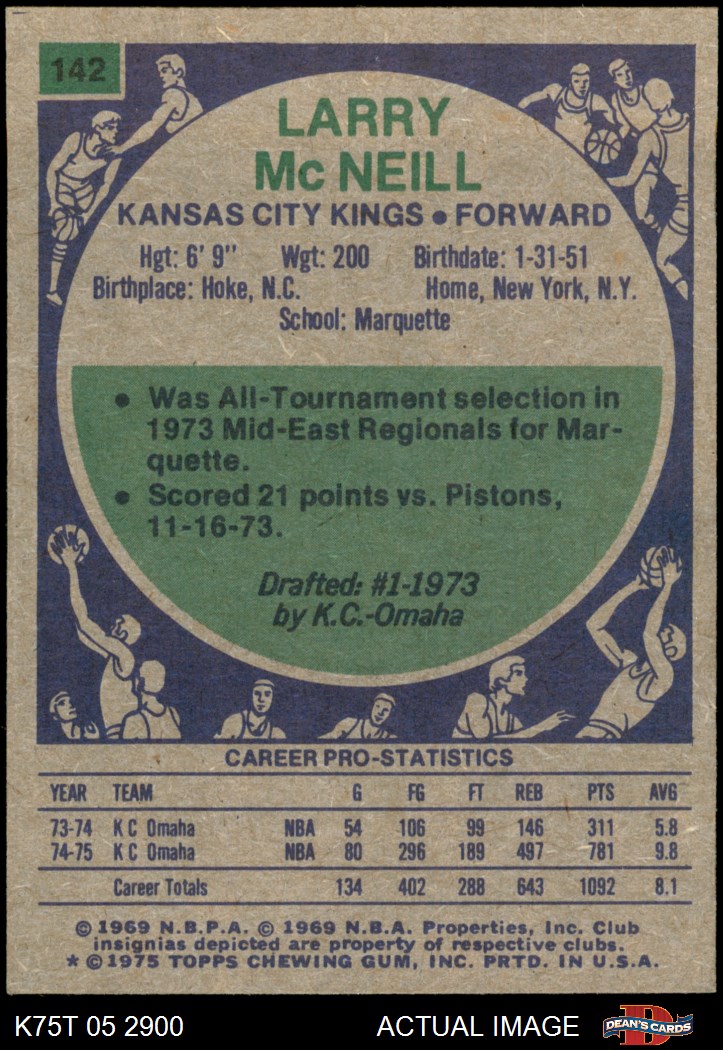 142
LARRY
Mc NEILL
KANSAS CITY KINGS • FORWARD
Hgt: 6' 9" Wgt: 200 Birthdate: 1-31-51
Birthplace: Hoke, N.C. Home, New York, N.Y.
School: Marquette
• Was All-Tournament selection in
1973 Mid-East Regionals for Mar-
quette.
• Scored 21 points vs. Pistons,
11-16-73.
Drafted: #1-1973
by K.C.-Omaha
CAREER PRO-STATISTICS
YEAR TEAM G FG FT REB PTS AVG
73-74 K C Omaha NBA 54 106 99 146 311 5.8
74-75 K C Omaha NBA 80 296 189 497 781 9.8
Career Totals 134 402 288 643 1092 8.1
© 1969 N.B.P.A. © 1969 N.B.A. Properties, Inc. Club
insignias depicted are property of respective clubs.
* © 1975 TOPPS CHEWING GUM, INC. PRTD. IN U.S.A.
K75T 05 2900 ACTUAL IMAGE DEAN'S CARDS